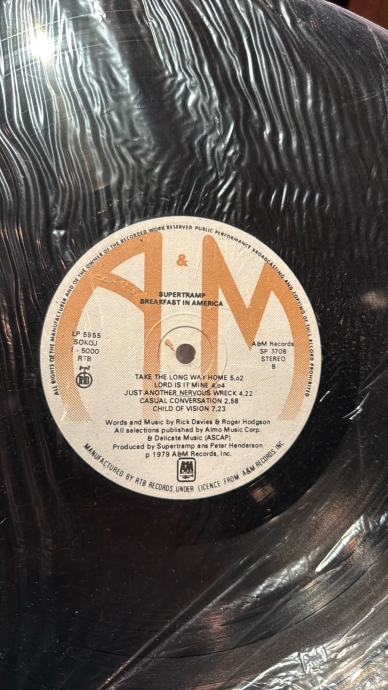 ALL RIGHTS OF THE MANUFACTURER AND OF THE OWNER OF THE RECORDED WORK RESERVED PUBLIC PERFORMANCE BROADCASTING AND COPYING OF THIS RECORD PROHIBITED
A & M
SUPERTRAMP
BREAKFAST IN AMERICA
LP 5955
SOKOJ
I - 5000
RTB
A&M Records
SP 3708
STEREO
B
TAKE THE LONG WAY HOME 5,02
LORD IS IT MINE 4,04
JUST ANOTHER NERVOUS WRECK 4,22
CASUAL CONVERSATION 2.58
CHILD OF VISION 7,23
Words and Music by Rick Davies & Roger Hodgson
All selections published by Almo Music Corp.
& Delicate Music (ASCAP)
Produced by Supertramp ans Peter Henderson
p 1979 A&M Records, Inc.
MANUFACTURED BY RTB RECORDS, UNDER LICENCE FROM A&M RECORDS, INC